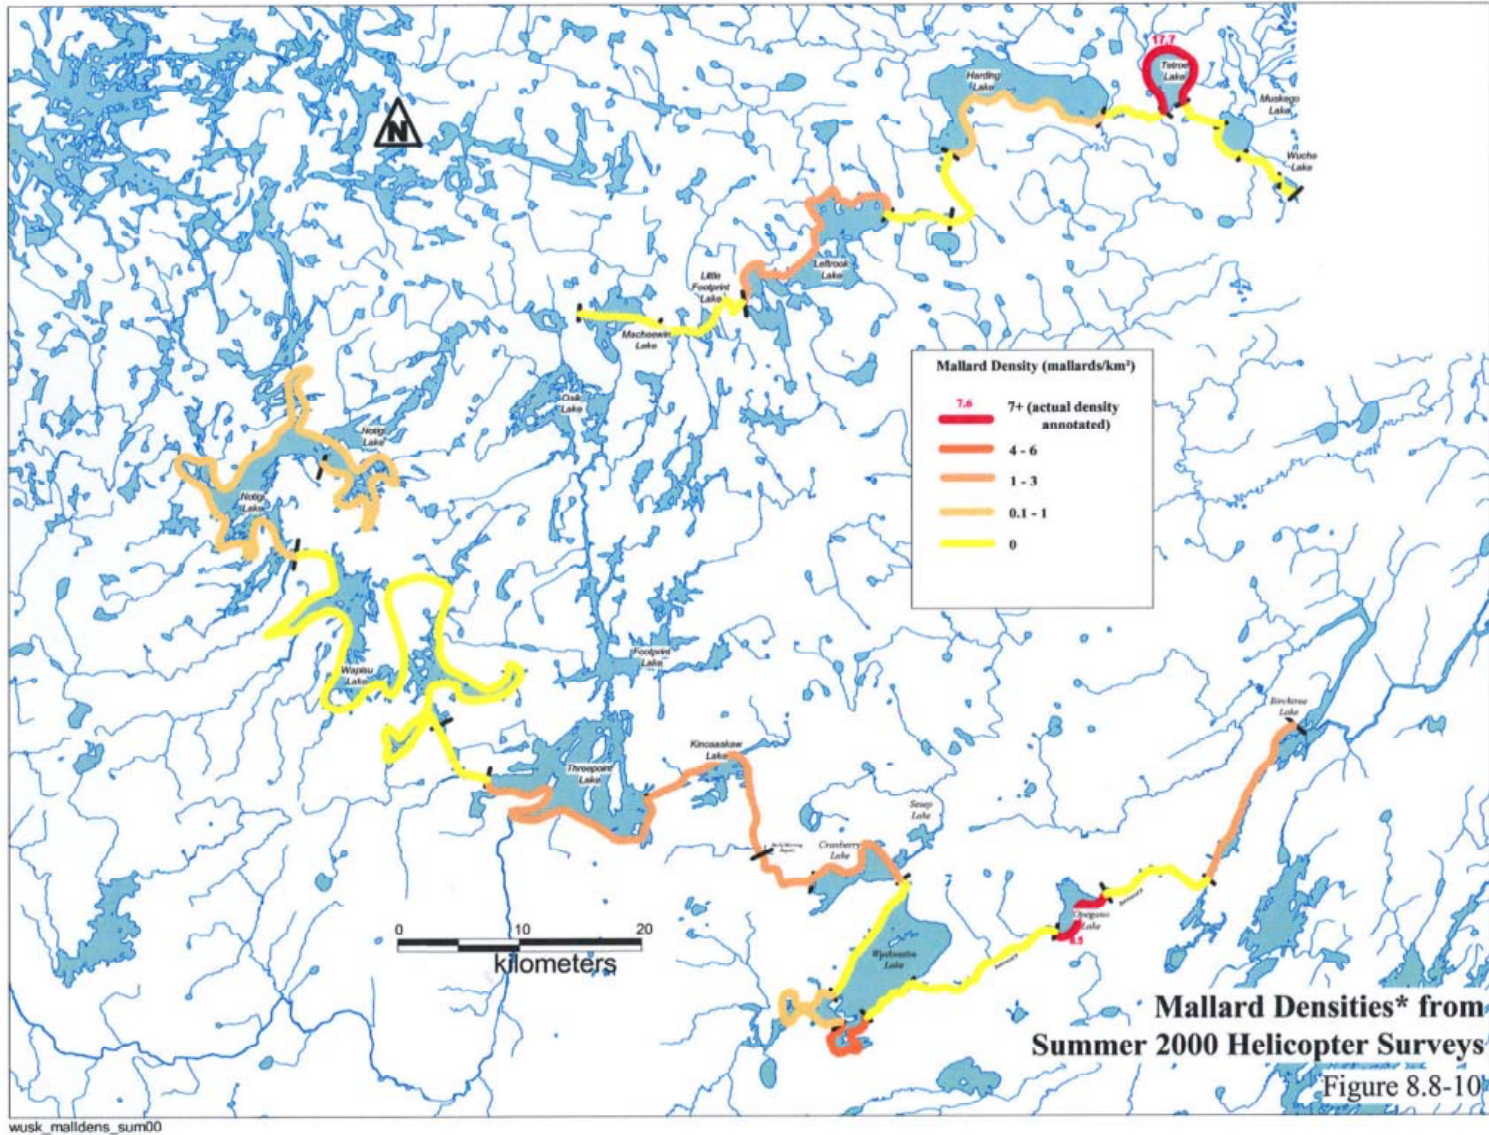 17.7
Harding
Lake
Tatroe
Lake
Muskego
Lake
Wuche
Lake
N
Leftrook
Lake
Little
Footprint
Lake
Macheewin
Lake
Osik
Lake
Mallard Density (mallards/km²)
7.6
7+ (actual density
annotated)
4 - 6
1 - 3
0.1 - 1
0
Notigi
Lake
Notigi
Lake
Footprint
Lake
Wapisu
Lake
Birchtree
Lake
Kinosaskaw
Lake
Threepoint
Lake
Sesep
Lake
Cranberry
Lake
Opegano
Lake
Wuskwatim
Lake
0
10
20
kilometers
Mallard Densities* from
Summer 2000 Helicopter Surveys
Figure 8.8-10
wusk_malldens_sum00